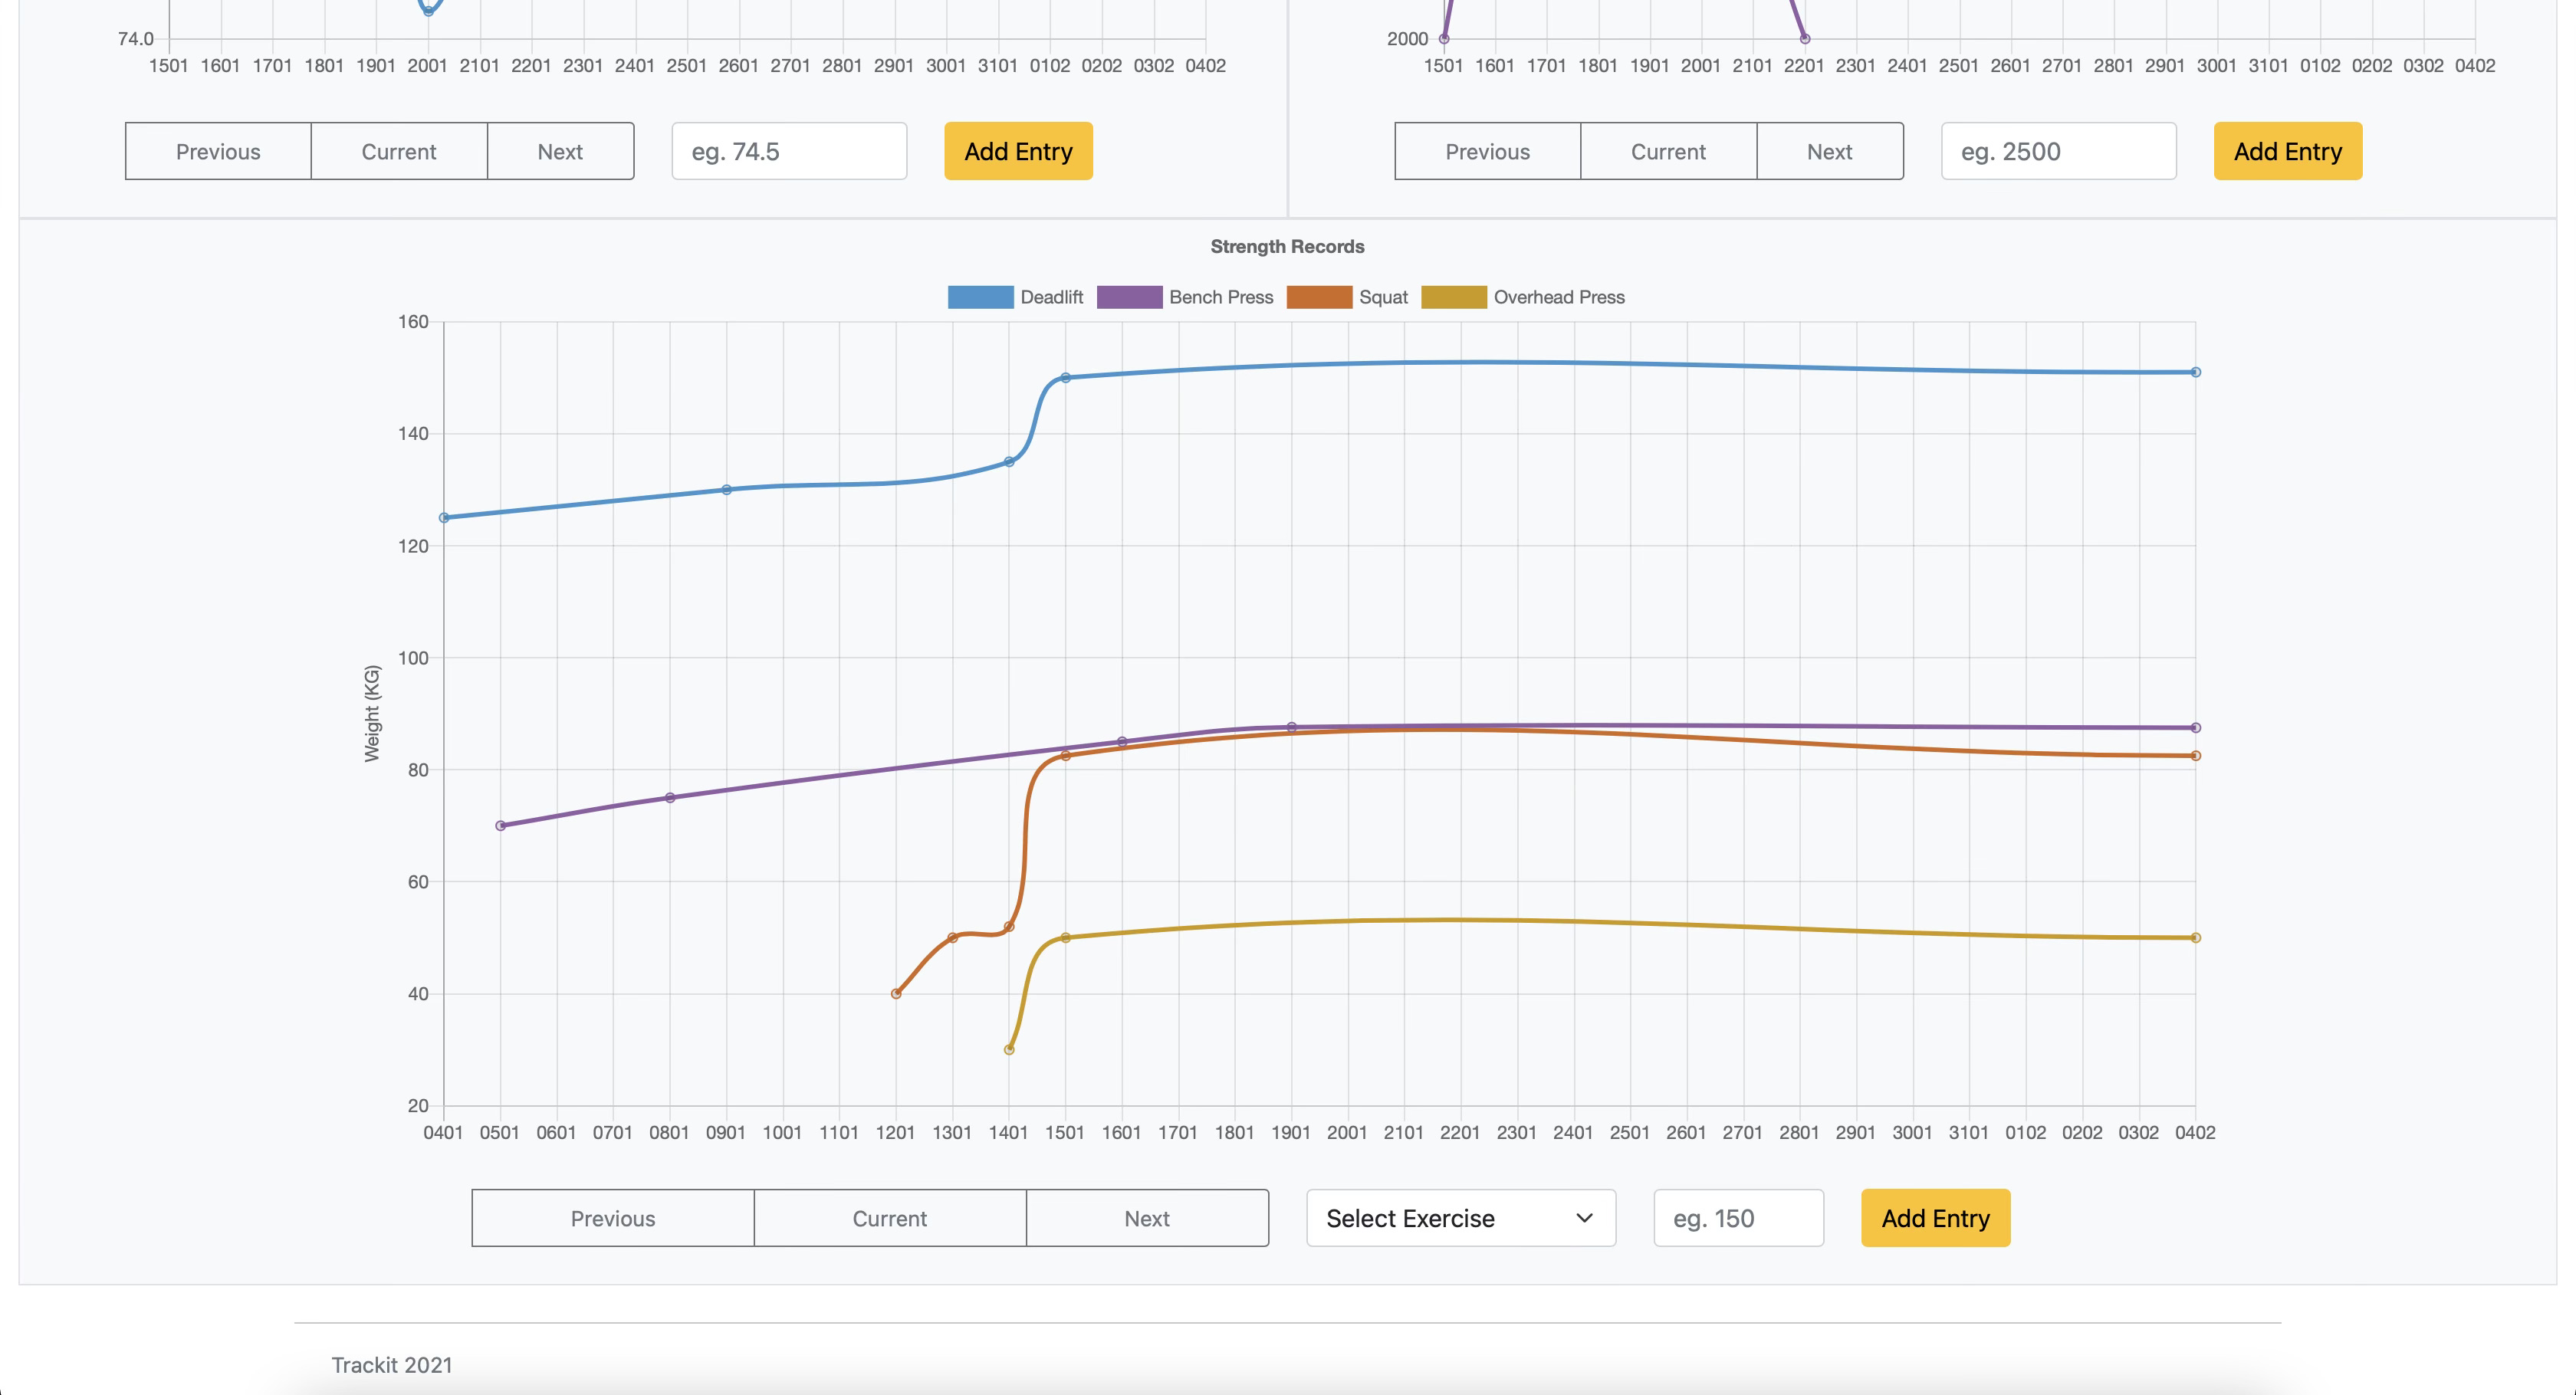 74.0
1501 1601 1701 1801 1901 2001 2101 2201 2301 2401 2501 2601 2701 2801 2901 3001 3101 0102 0202 0302 0402
Previous Current Next eg. 74.5 Add Entry
2000
1501 1601 1701 1801 1901 2001 2101 2201 2301 2401 2501 2601 2701 2801 2901 3001 3101 0102 0202 0302 0402
Previous Current Next eg. 2500 Add Entry
Strength Records
Deadlift Bench Press Squat Overhead Press
Weight (KG)
160
140
120
100
80
60
40
20
0401 0501 0601 0701 0801 0901 1001 1101 1201 1301 1401 1501 1601 1701 1801 1901 2001 2101 2201 2301 2401 2501 2601 2701 2801 2901 3001 3101 0102 0202 0302 0402
Previous Current Next Select Exercise eg. 150 Add Entry
Trackit 2021